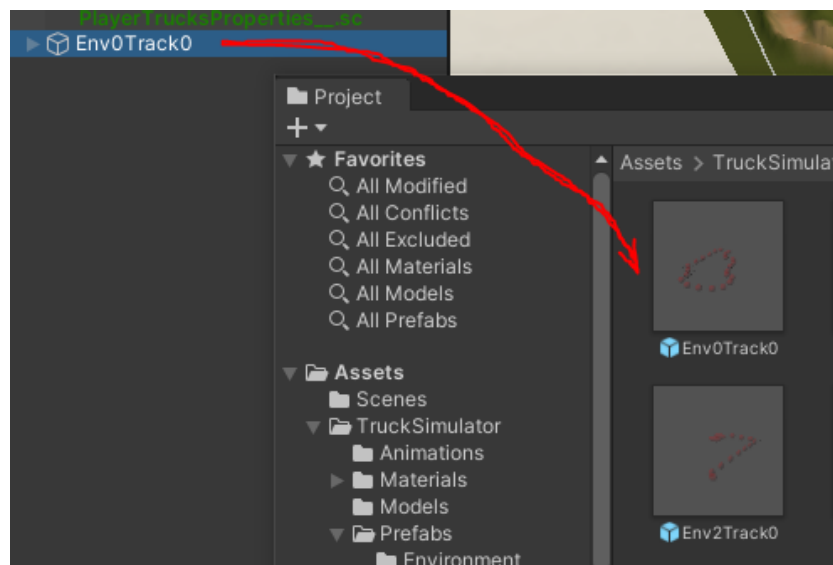 PlayerTrucksProperties__.sc
Env0Track0
Project
Favorites
All Modified
All Conflicts
All Excluded
All Materials
All Models
All Prefabs
Assets
Scenes
TruckSimulator
Animations
Materials
Models
Prefabs
Environment
Assets > TruckSimula
Env0Track0
Env2Track0